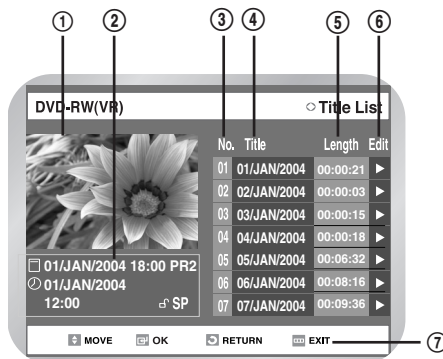 ① ② ③ ④ ⑤ ⑥
DVD-RW(VR) Title List
No. Title Length Edit
01 01/JAN/2004 00:00:21
02 02/JAN/2004 00:00:03
03 03/JAN/2004 00:00:15
04 04/JAN/2004 00:00:18
05 05/JAN/2004 00:06:32
06 06/JAN/2004 00:08:16
07 07/JAN/2004 00:09:36
01/JAN/2004 18:00 PR2
01/JAN/2004
12:00 SP
MOVE OK RETURN EXIT ⑦